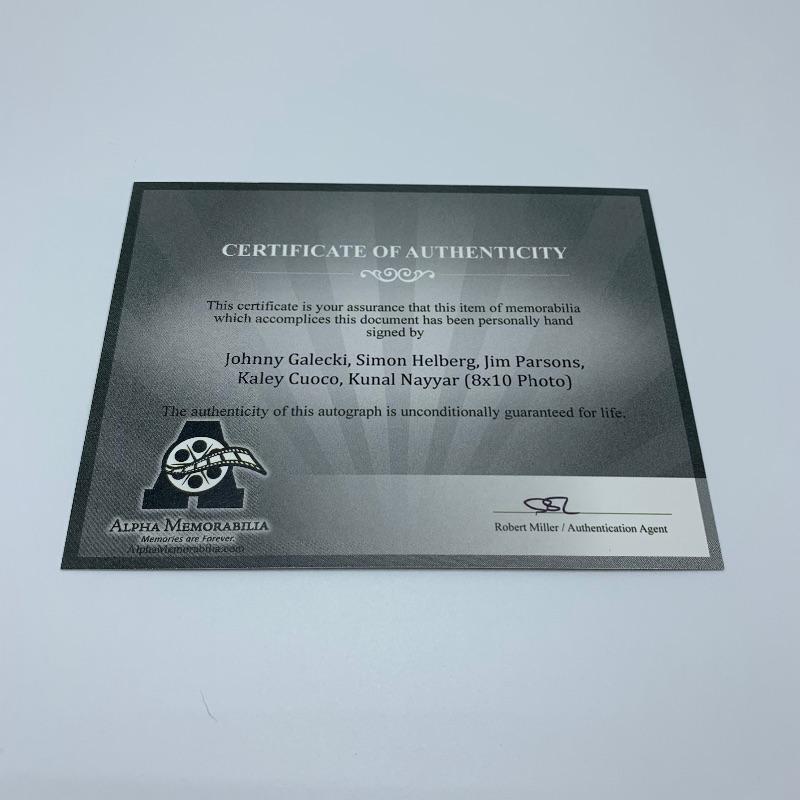 CERTIFICATE OF AUTHENTICITY
This certificate is your assurance that this item of memorabilia
which accomplices this document has been personally hand
signed by
Johnny Galecki, Simon Helberg, Jim Parsons,
Kaley Cuoco, Kunal Nayyar (8x10 Photo)
The authenticity of this autograph is unconditionally guaranteed for life.
ALPHA MEMORABILIA
Memories are Forever.
AlphaMemorabilia.com
Robert Miller / Authentication Agent